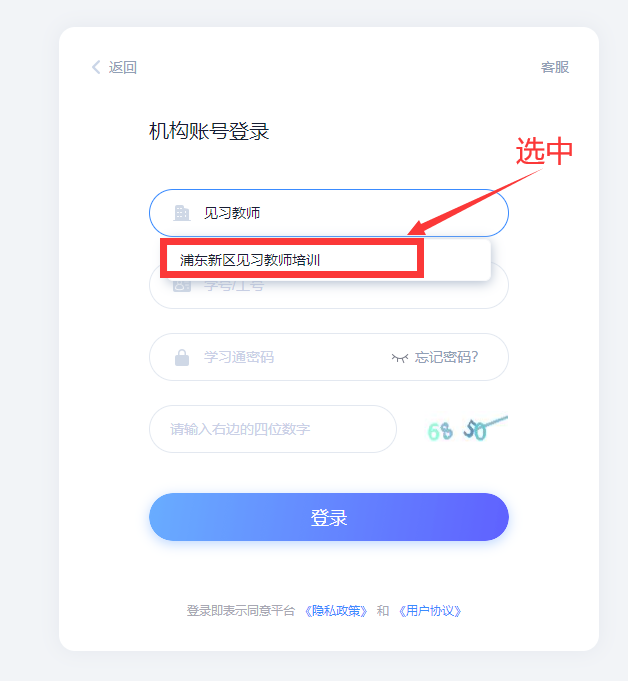 返回
客服
机构账号登录
选中
见习教师
浦东新区见习教师培训
学号/工号
学习通密码
忘记密码?
请输入右边的四位数字
68 50
登录
登录即表示同意平台 《隐私政策》 和 《用户协议》